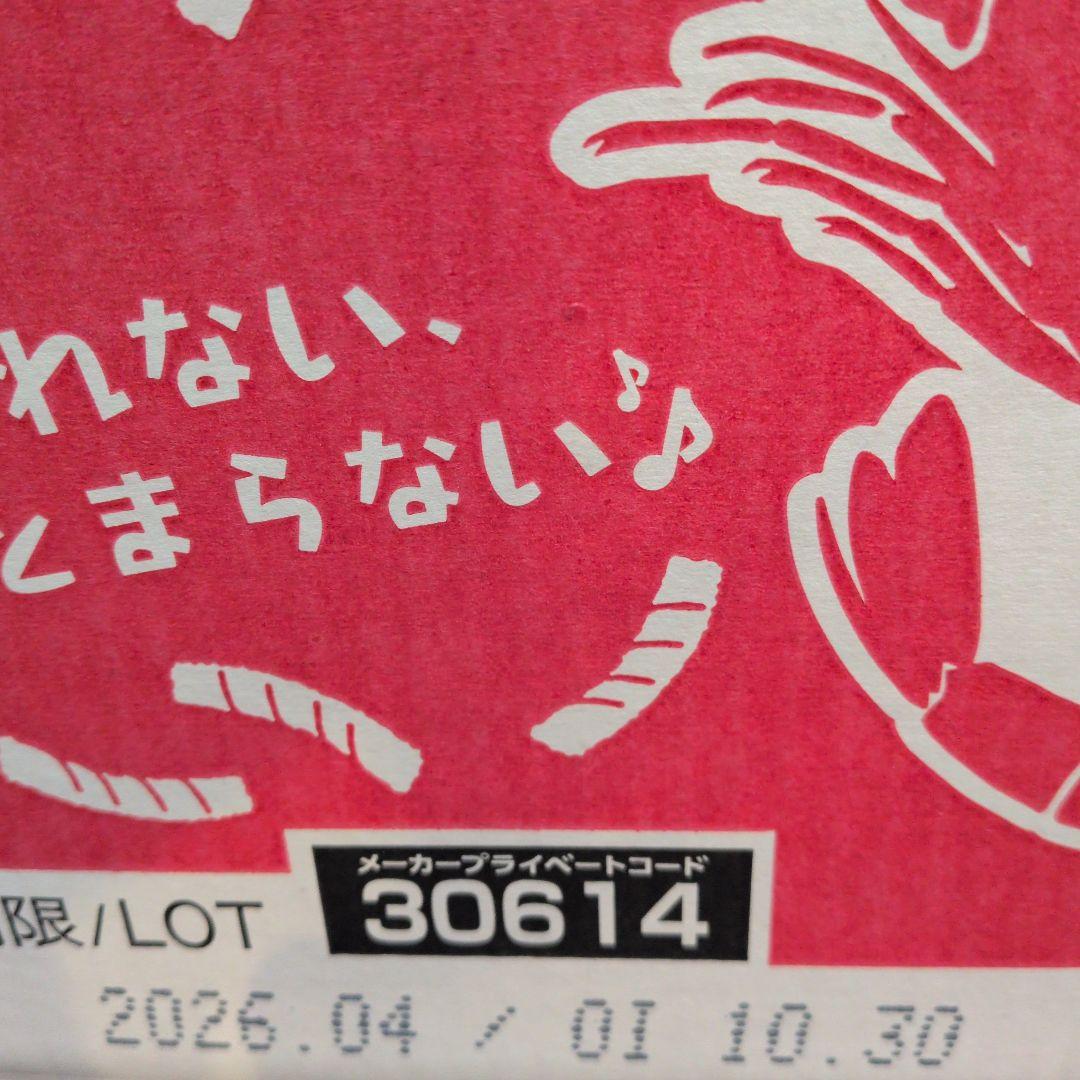 れない、
とまらない♪
メーカープライベートコード
30614
限/LOT
2026.04 / 01 10.30